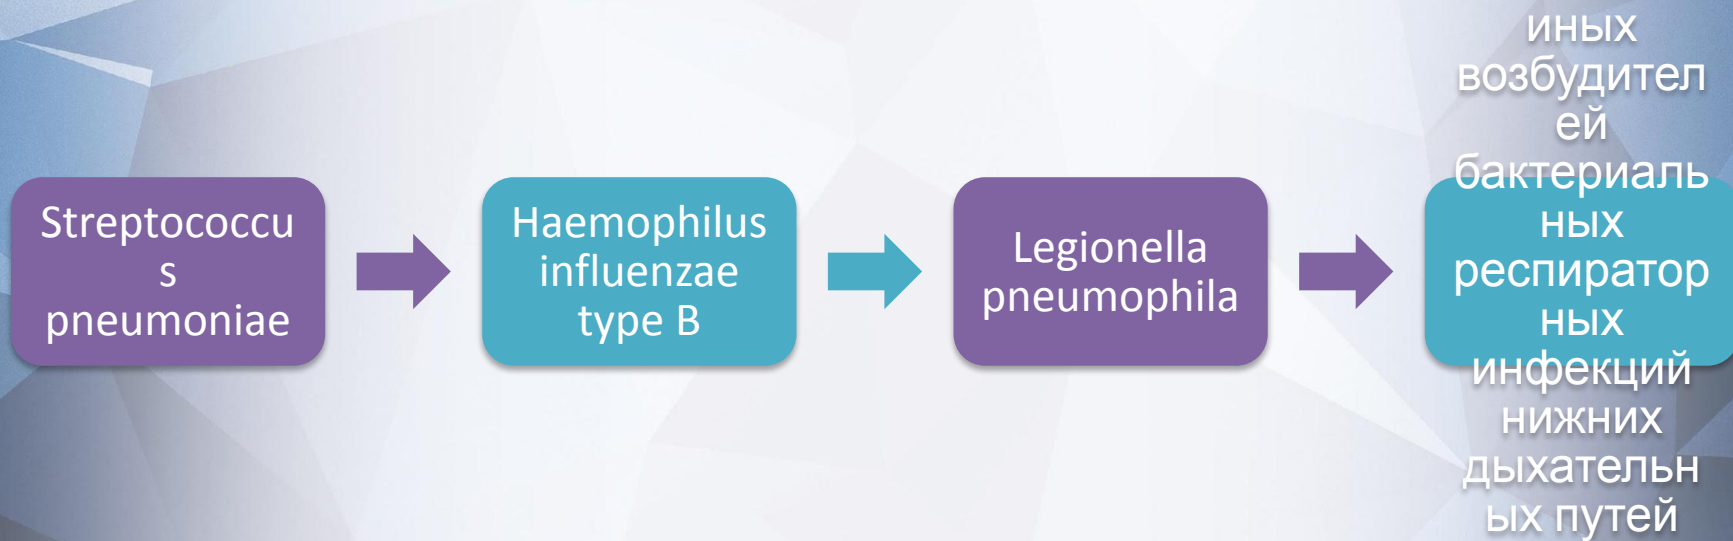 Streptococcu
s
pneumoniae
Haemophilus
influenzae
type B
Legionella
pneumophila
иных
возбудител
ей
бактериаль
ных
респиратор
ных
инфекций
нижних
дыхательн
ых путей